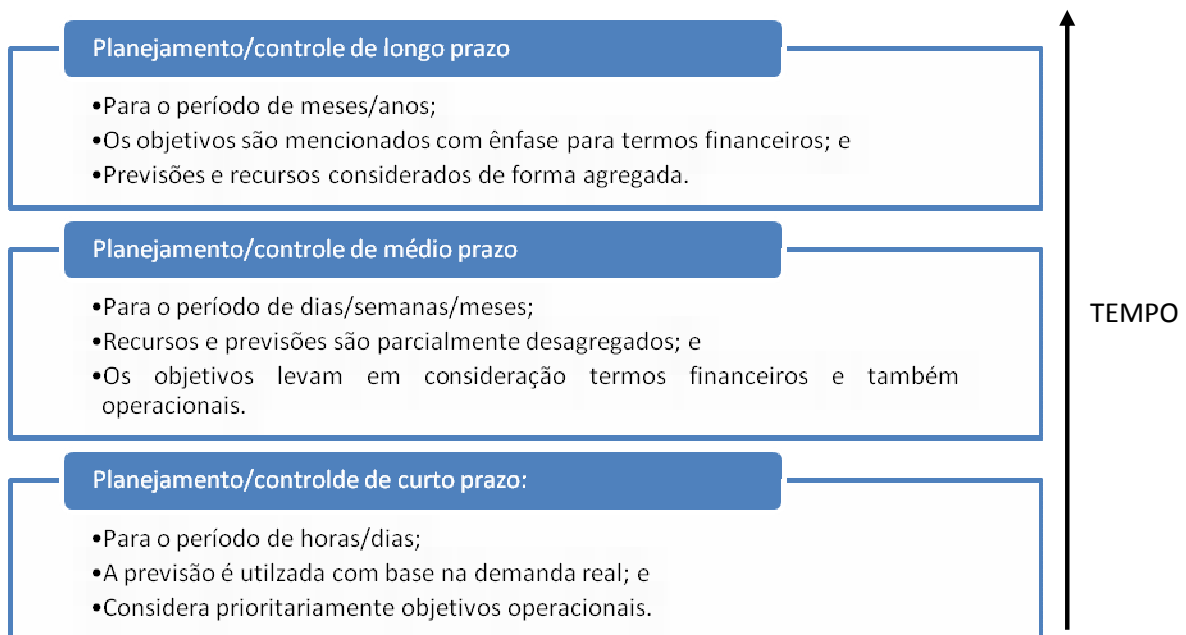 Planejamento/controle de longo prazo
•Para o período de meses/anos;
•Os objetivos são mencionados com ênfase para termos financeiros; e
•Previsões e recursos considerados de forma agregada.
Planejamento/controle de médio prazo
•Para o período de dias/semanas/meses;
•Recursos e previsões são parcialmente desagregados; e
•Os objetivos levam em consideração termos financeiros e também
operacionais.
TEMPO
Planejamento/controlde de curto prazo:
•Para o período de horas/dias;
•A previsão é utilzada com base na demanda real; e
•Considera prioritariamente objetivos operacionais.